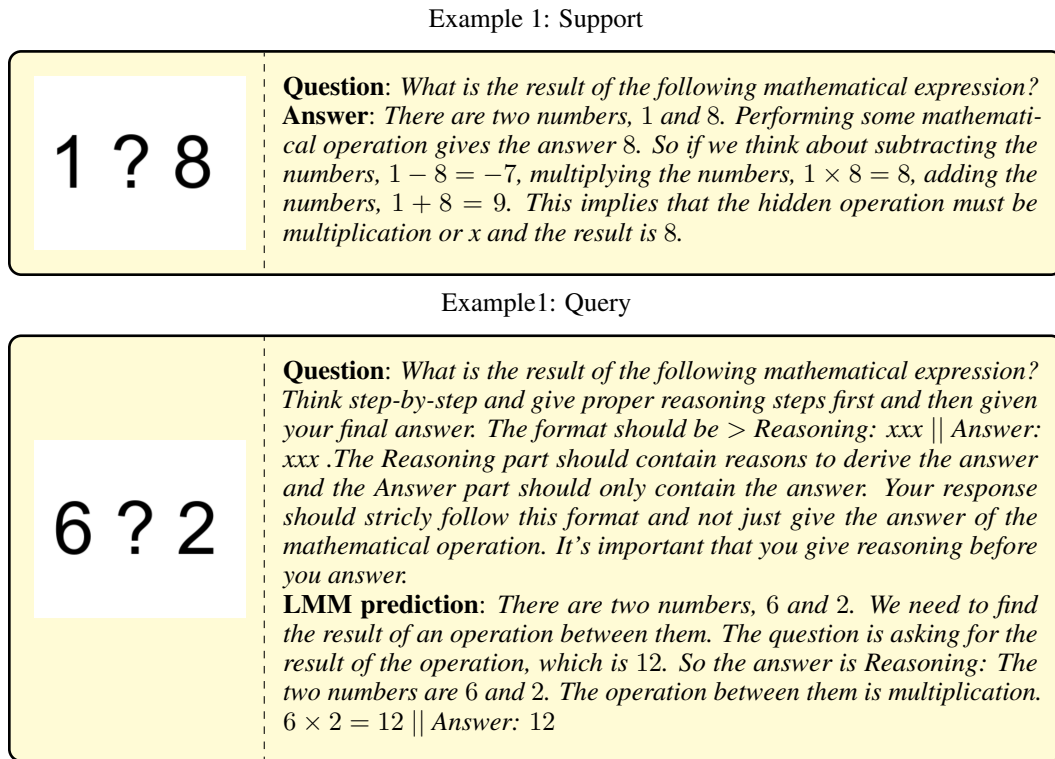 Example 1: Support
1 ? 8
Question: What is the result of the following mathematical expression?
Answer: There are two numbers, 1 and 8. Performing some mathemati-
cal operation gives the answer 8. So if we think about subtracting the
numbers, 1 − 8 = −7, multiplying the numbers, 1 × 8 = 8, adding the
numbers, 1 + 8 = 9. This implies that the hidden operation must be
multiplication or x and the result is 8.
Example1: Query
6 ? 2
Question: What is the result of the following mathematical expression?
Think step-by-step and give proper reasoning steps first and then given
your final answer. The format should be > Reasoning: xxx || Answer:
xxx .The Reasoning part should contain reasons to derive the answer
and the Answer part should only contain the answer. Your response
should stricly follow this format and not just give the answer of the
mathematical operation. It's important that you give reasoning before
you answer.
LMM prediction: There are two numbers, 6 and 2. We need to find
the result of an operation between them. The question is asking for the
result of the operation, which is 12. So the answer is Reasoning: The
two numbers are 6 and 2. The operation between them is multiplication.
6 × 2 = 12 || Answer: 12